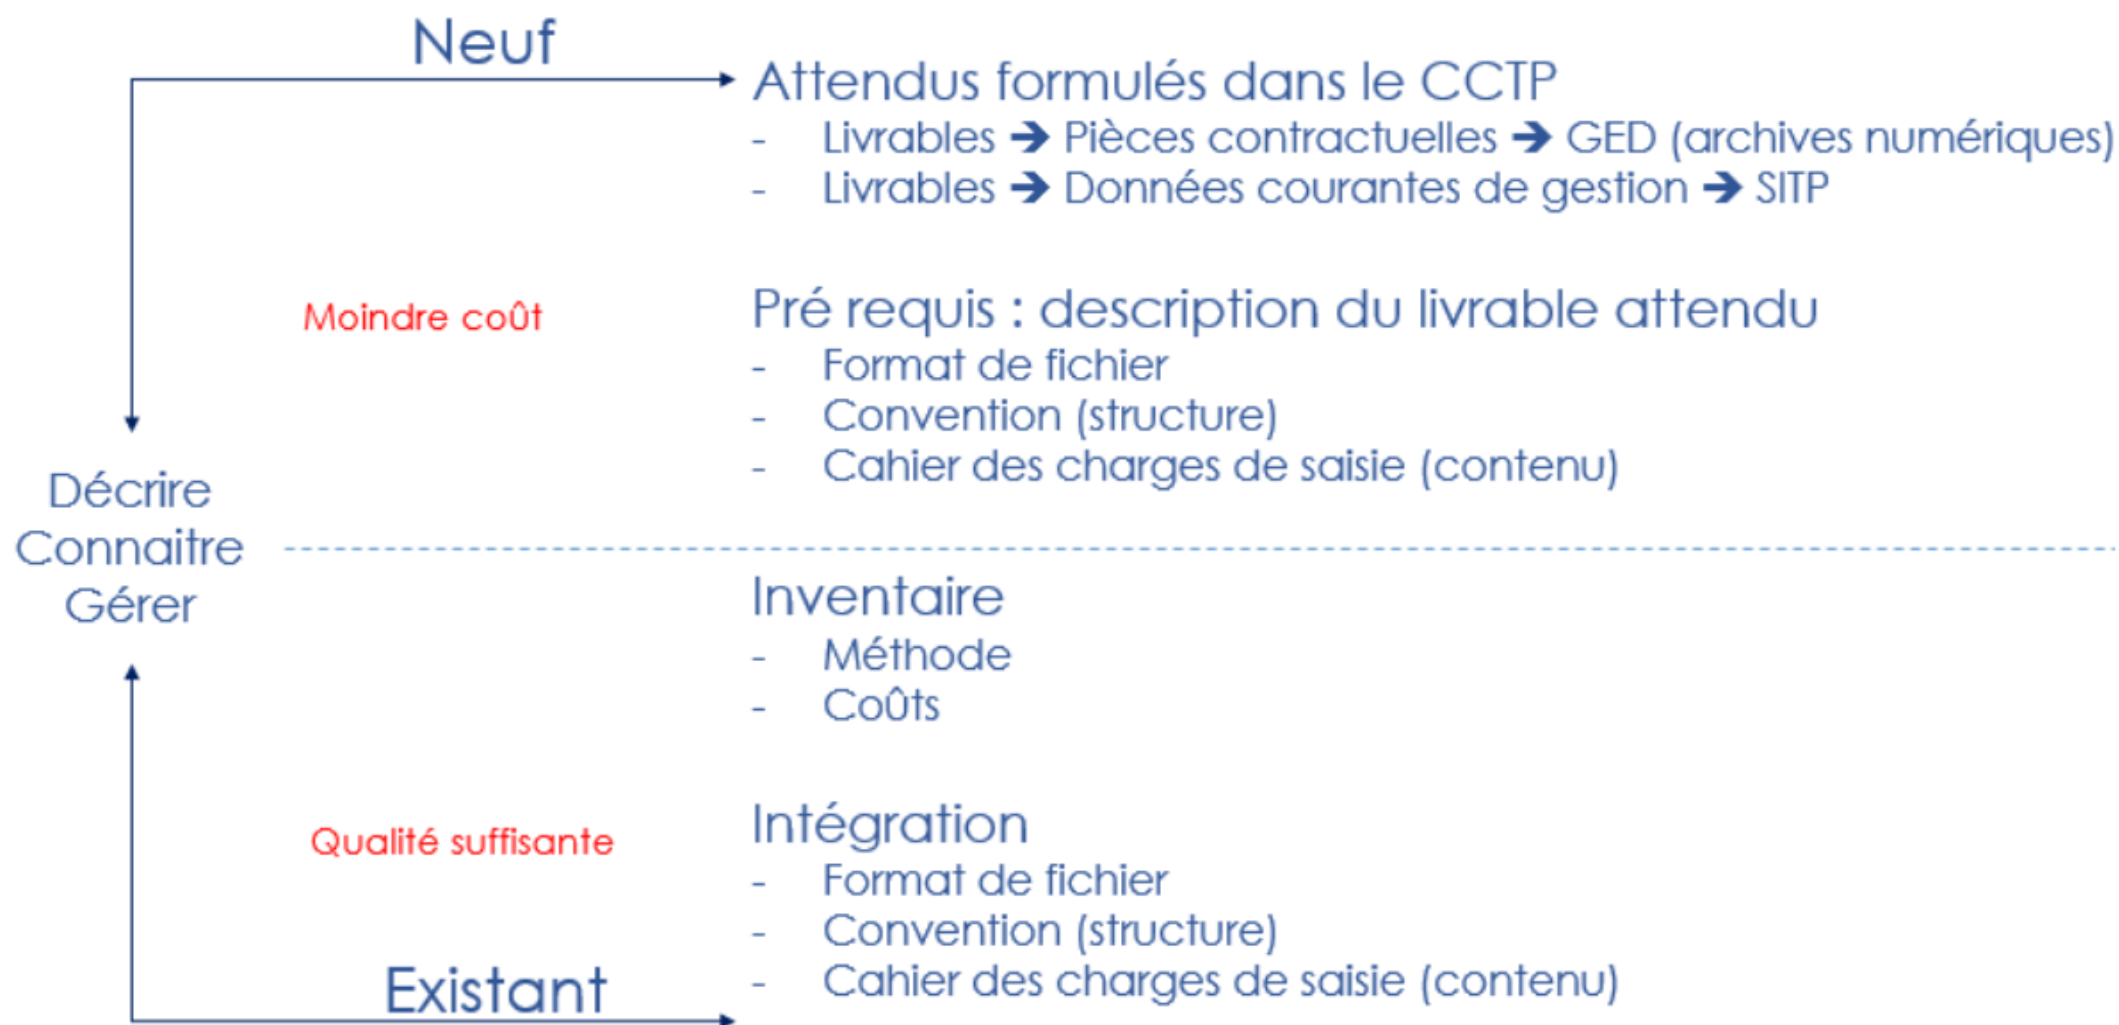 Neuf
Attendus formulés dans le CCTP
- Livrables ➔ Pièces contractuelles ➔ GED (archives numériques)
- Livrables ➔ Données courantes de gestion ➔ SITP
Moindre coût
Pré requis : description du livrable attendu
- Format de fichier
- Convention (structure)
- Cahier des charges de saisie (contenu)
Décrire
Connaitre
Gérer
Inventaire
- Méthode
- Coûts
Qualité suffisante
Intégration
- Format de fichier
- Convention (structure)
- Cahier des charges de saisie (contenu)
Existant